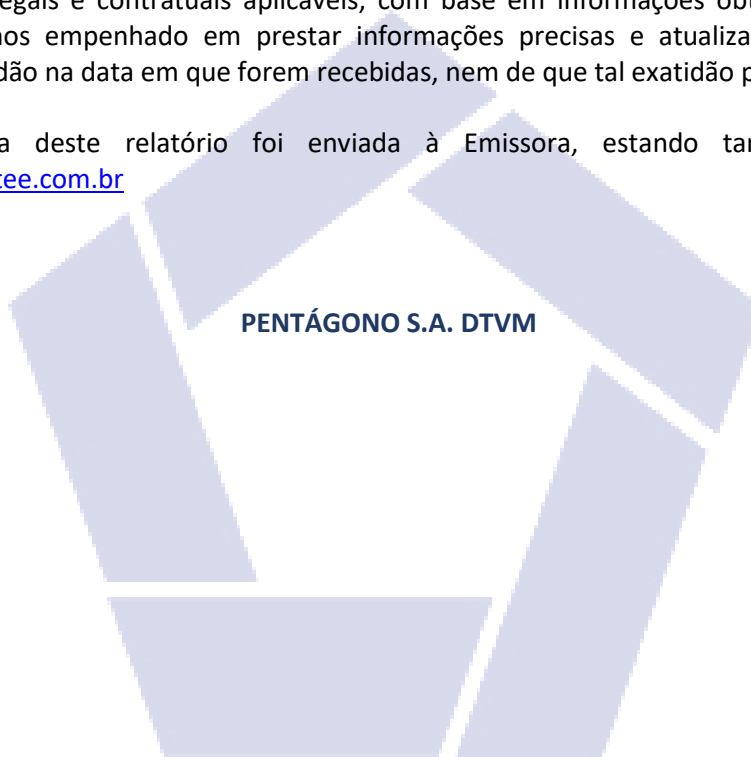 egais e contratuais aplicáveis, com base em informações obt
nos empenhado em prestar informações precisas e atualiza
dão na data em que forem recebidas, nem de que tal exatidão p
a deste relatório foi enviada à Emissora, estando tar
tee.com.br
PENTÁGONO S.A. DTVM